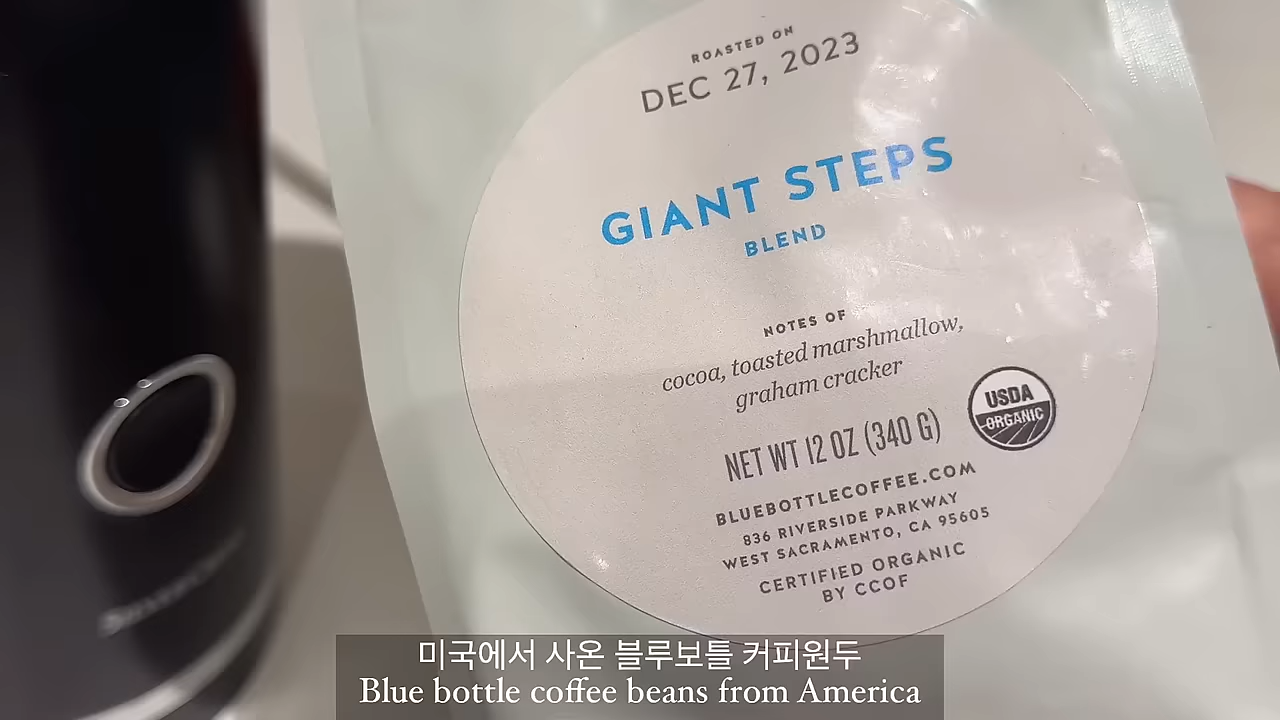 ROASTED ON
DEC 27, 2023
GIANT STEPS
BLEND
NOTES OF
cocoa, toasted marshmallow,
graham cracker
NET WT 12 OZ (340 G)
USDA
ORGANIC
BLUEBOTTLECOFFEE.COM
836 RIVERSIDE PARKWAY
WEST SACRAMENTO, CA 95605
CERTIFIED ORGANIC
BY CCOF
미국에서 사온 블루보틀 커피원두
Blue bottle coffee beans from America